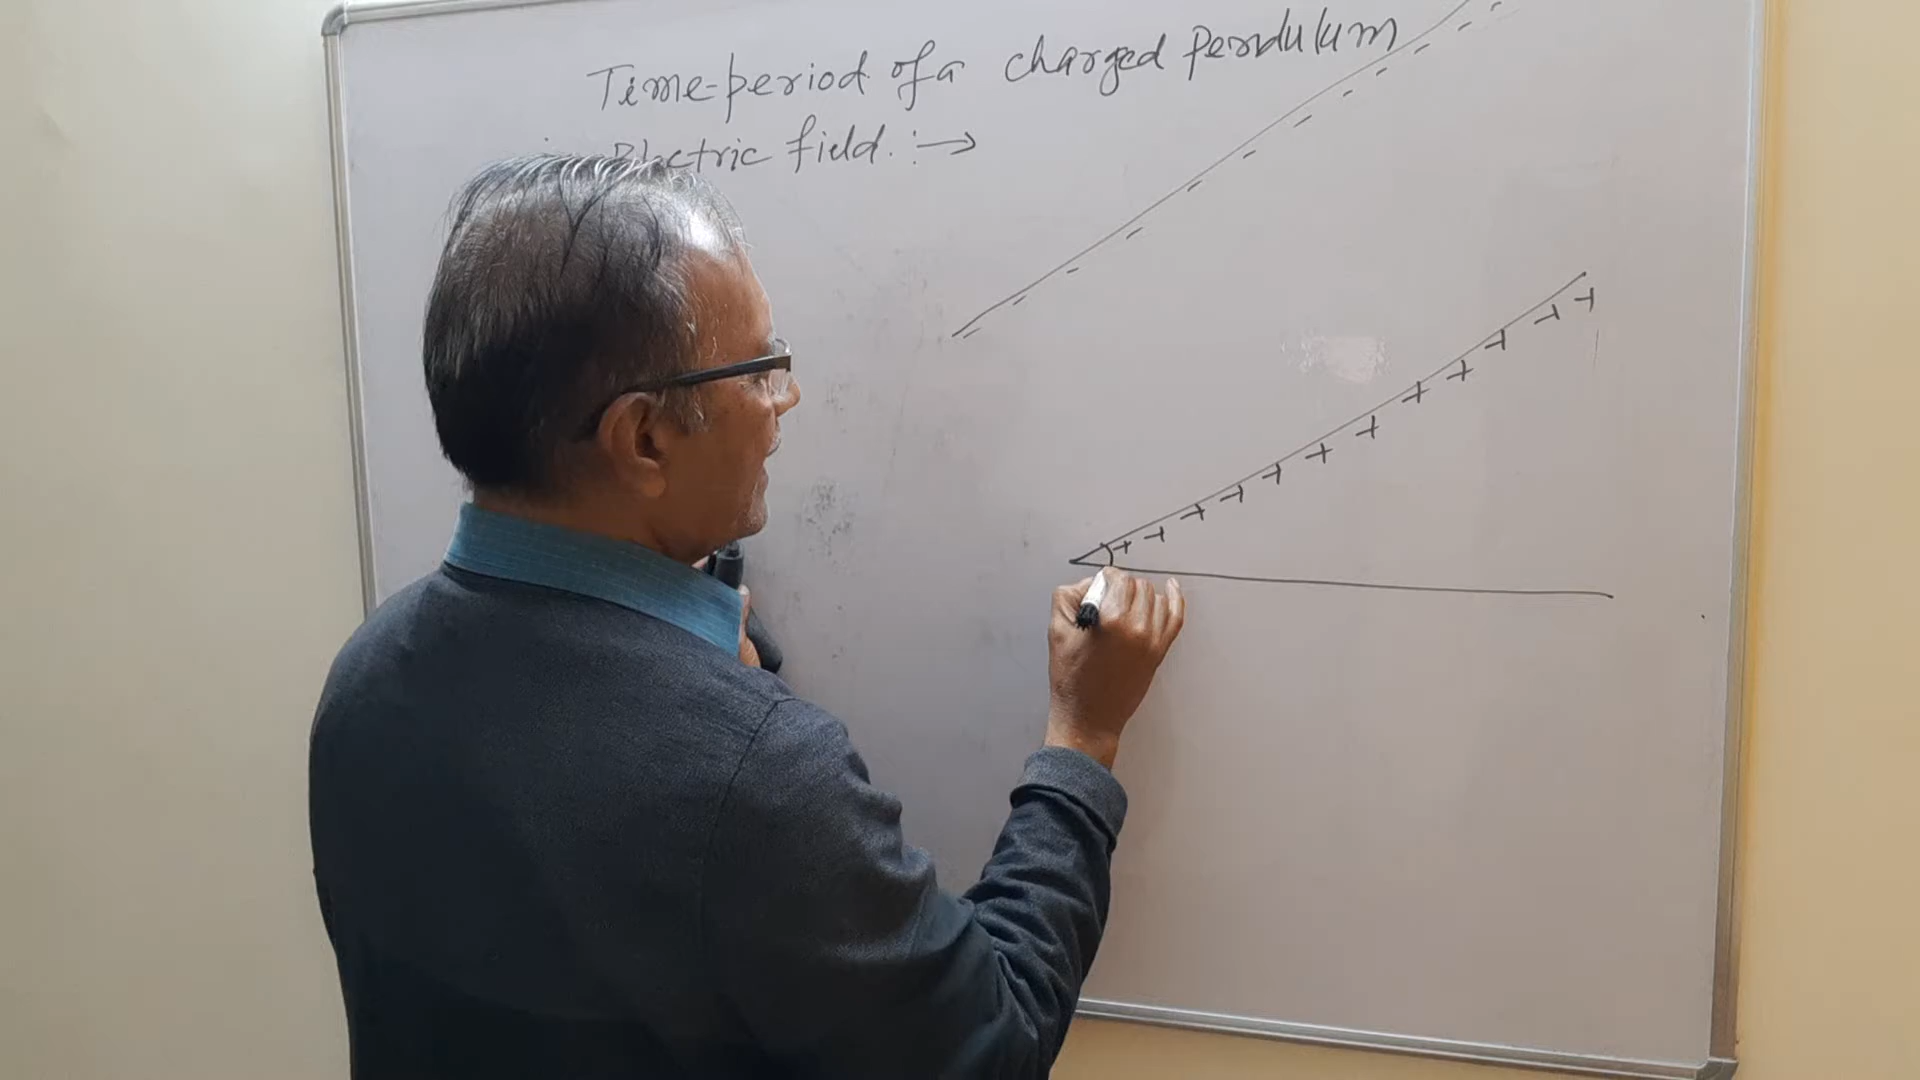 Time-period of a charged pendulum
Electric field :→